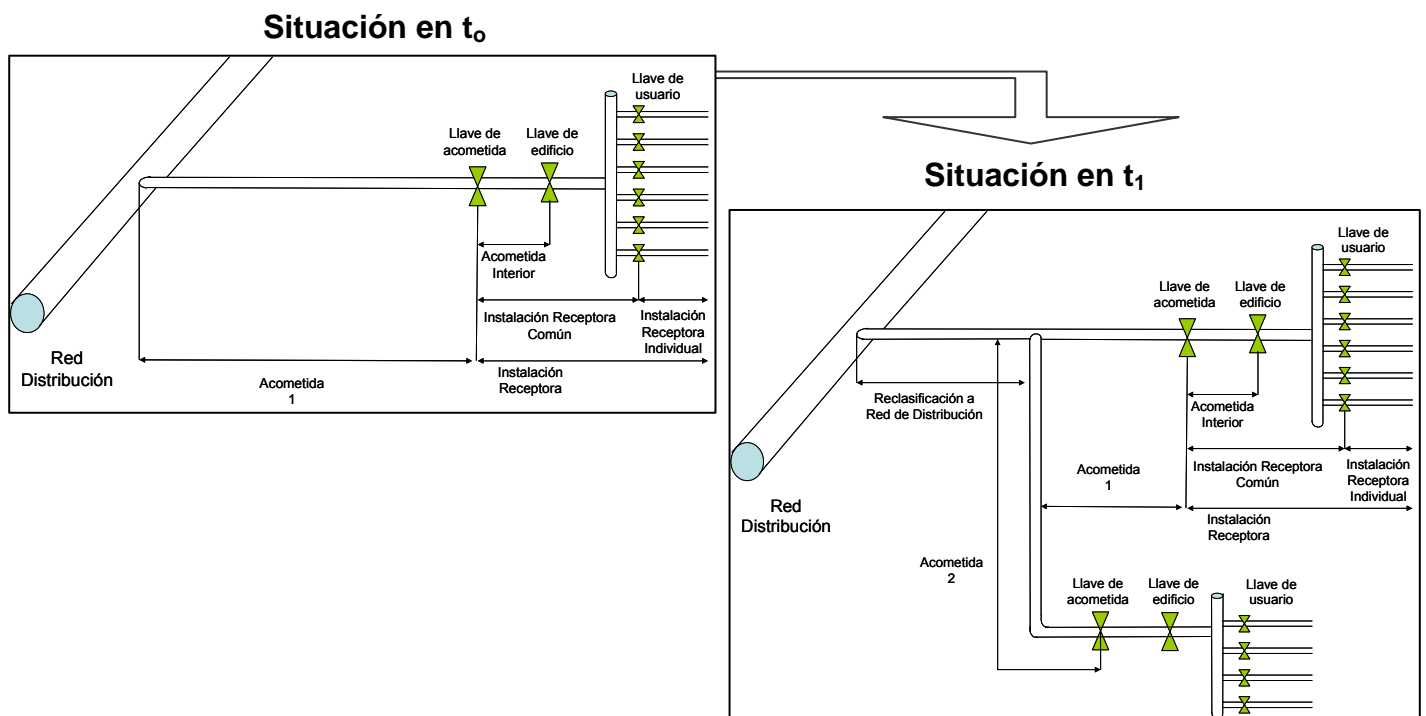 Situación en to
Llave de
usuario
Llave de
acometida
Llave de
edificio
Acometida
Interior
Instalación Receptora
Común
Instalación
Receptora
Individual
Red
Distribución
Acometida
1
Instalación
Receptora
Situación en t1
Llave de
usuario
Llave de
acometida
Llave de
edificio
Reclasificación a
Red de Distribución
Acometida
Interior
Acometida
1
Instalación Receptora
Común
Instalación
Receptora
Individual
Red
Distribución
Instalación
Receptora
Acometida
2
Llave de
acometida
Llave de
edificio
Llave de
usuario